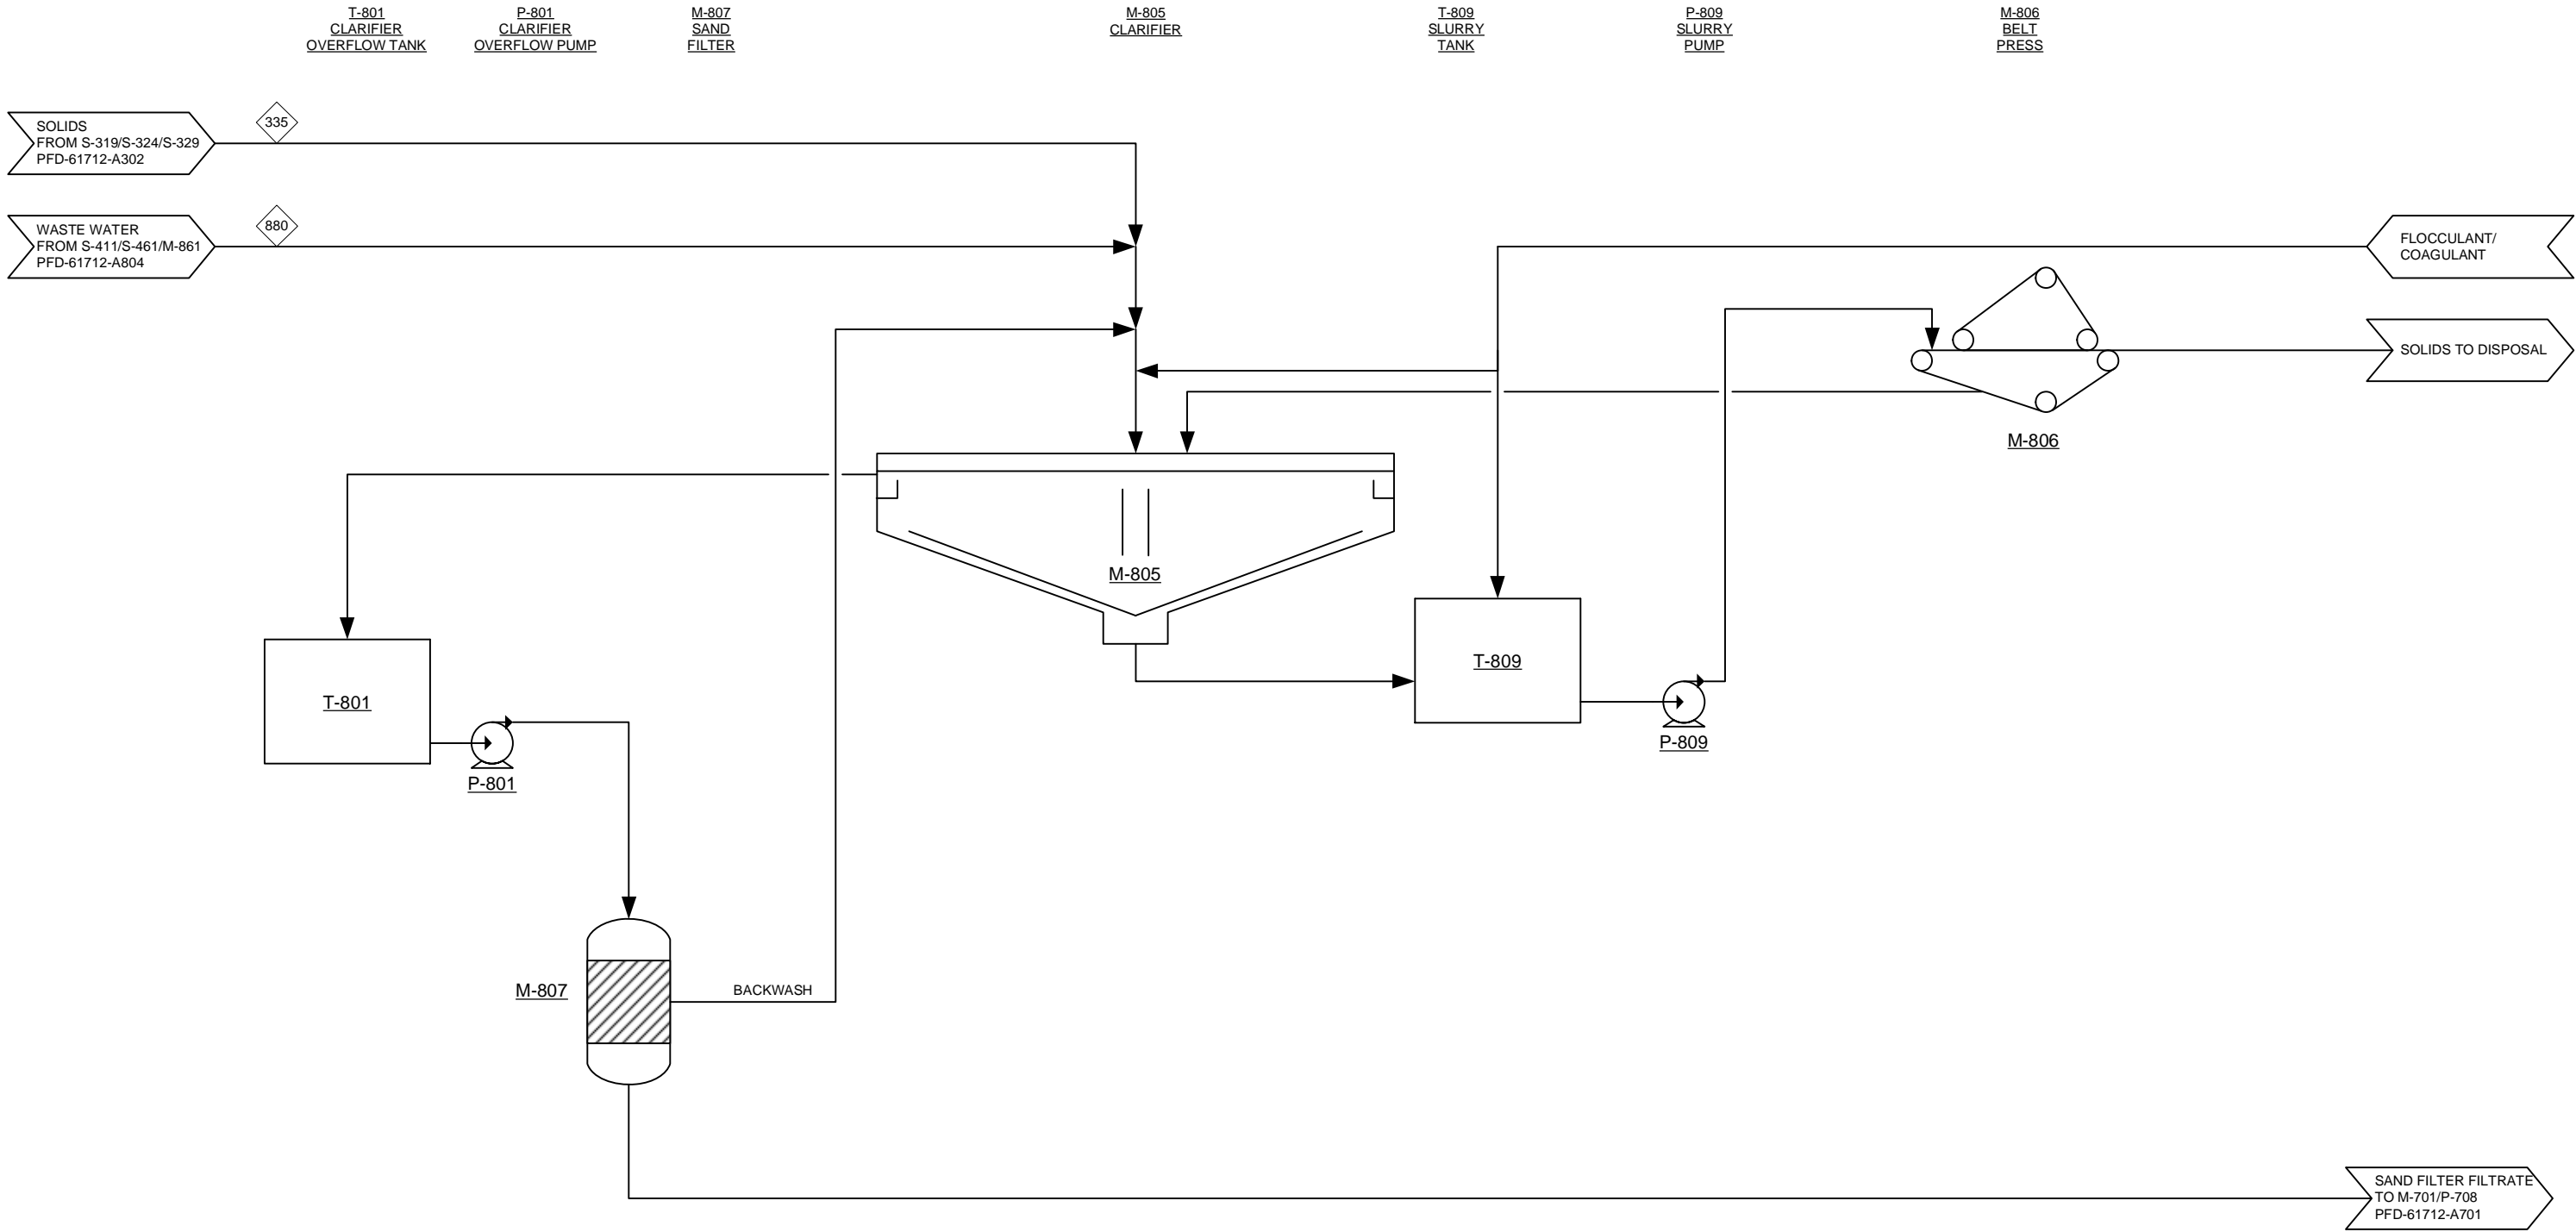 T-801
CLARIFIER
OVERFLOW TANK
P-801
CLARIFIER
OVERFLOW PUMP
M-807
SAND
FILTER
M-805
CLARIFIER
T-809
SLURRY
TANK
P-809
SLURRY
PUMP
M-806
BELT
PRESS
SOLIDS
FROM S-319/S-324/S-329
PFD-61712-A302
335
WASTE WATER
FROM S-411/S-461/M-861
PFD-61712-A804
880
FLOCCULANT/
COAGULANT
SOLIDS TO DISPOSAL
M-806
M-805
T-809
T-801
P-809
P-801
M-807
BACKWASH
SAND FILTER FILTRATE
TO M-701/P-708
PFD-61712-A701